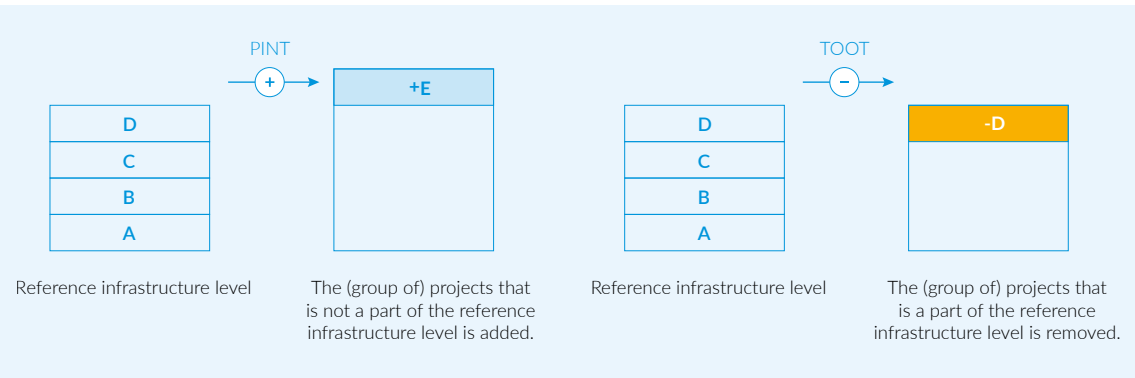 PINT
+
+E
D
C
B
A
Reference infrastructure level
The (group of) projects that
is not a part of the reference
infrastructure level is added.
TOOT
−
-D
D
C
B
A
Reference infrastructure level
The (group of) projects that
is a part of the reference
infrastructure level is removed.